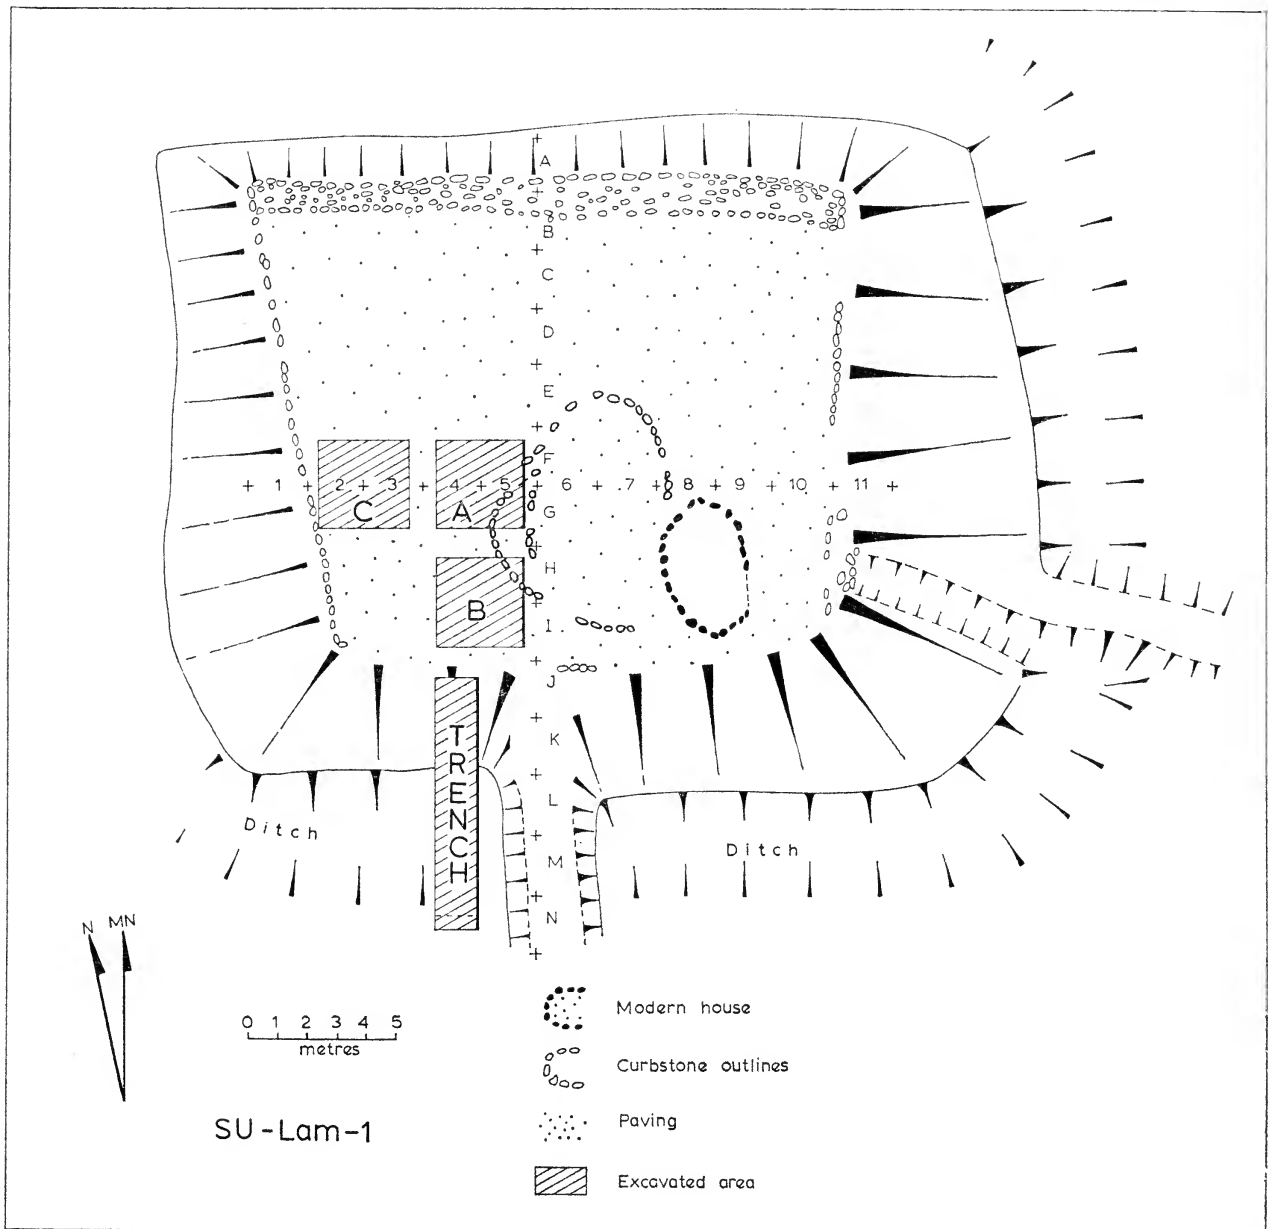 A
B
C
D
E
F
+ 1 + 2 + 3 + 4 + 5 + 6 + 7 + 8 + 9 + 10 + 11 +
C A G
H
B
I
J
TRENCH
K
L
Ditch
M
Ditch
N
N MN
Modern house
0 1 2 3 4 5
metres
Curbstone outlines
SU-Lam-1
Paving
Excavated area